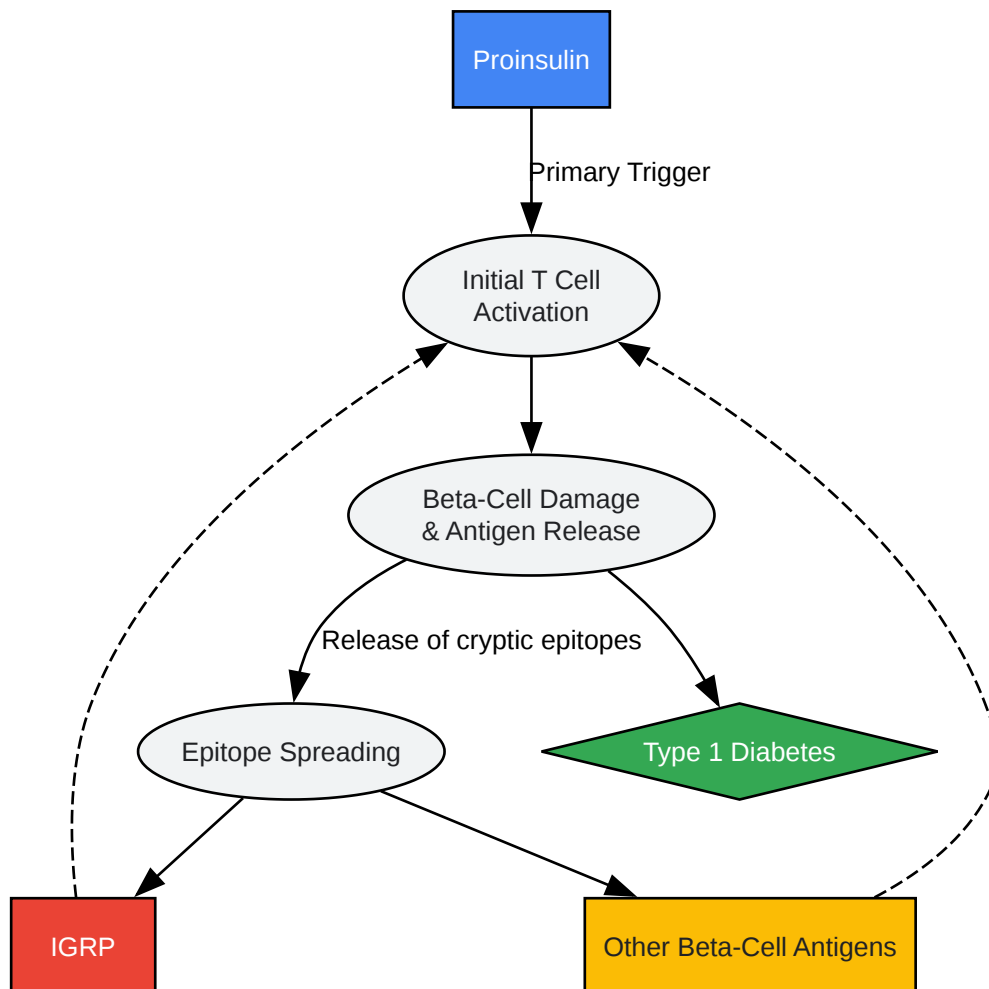 Proinsulin
Primary Trigger
Initial T Cell
Activation
Beta-Cell Damage
& Antigen Release
Release of cryptic epitopes
Epitope Spreading
Type 1 Diabetes
IGRP
Other Beta-Cell Antigens